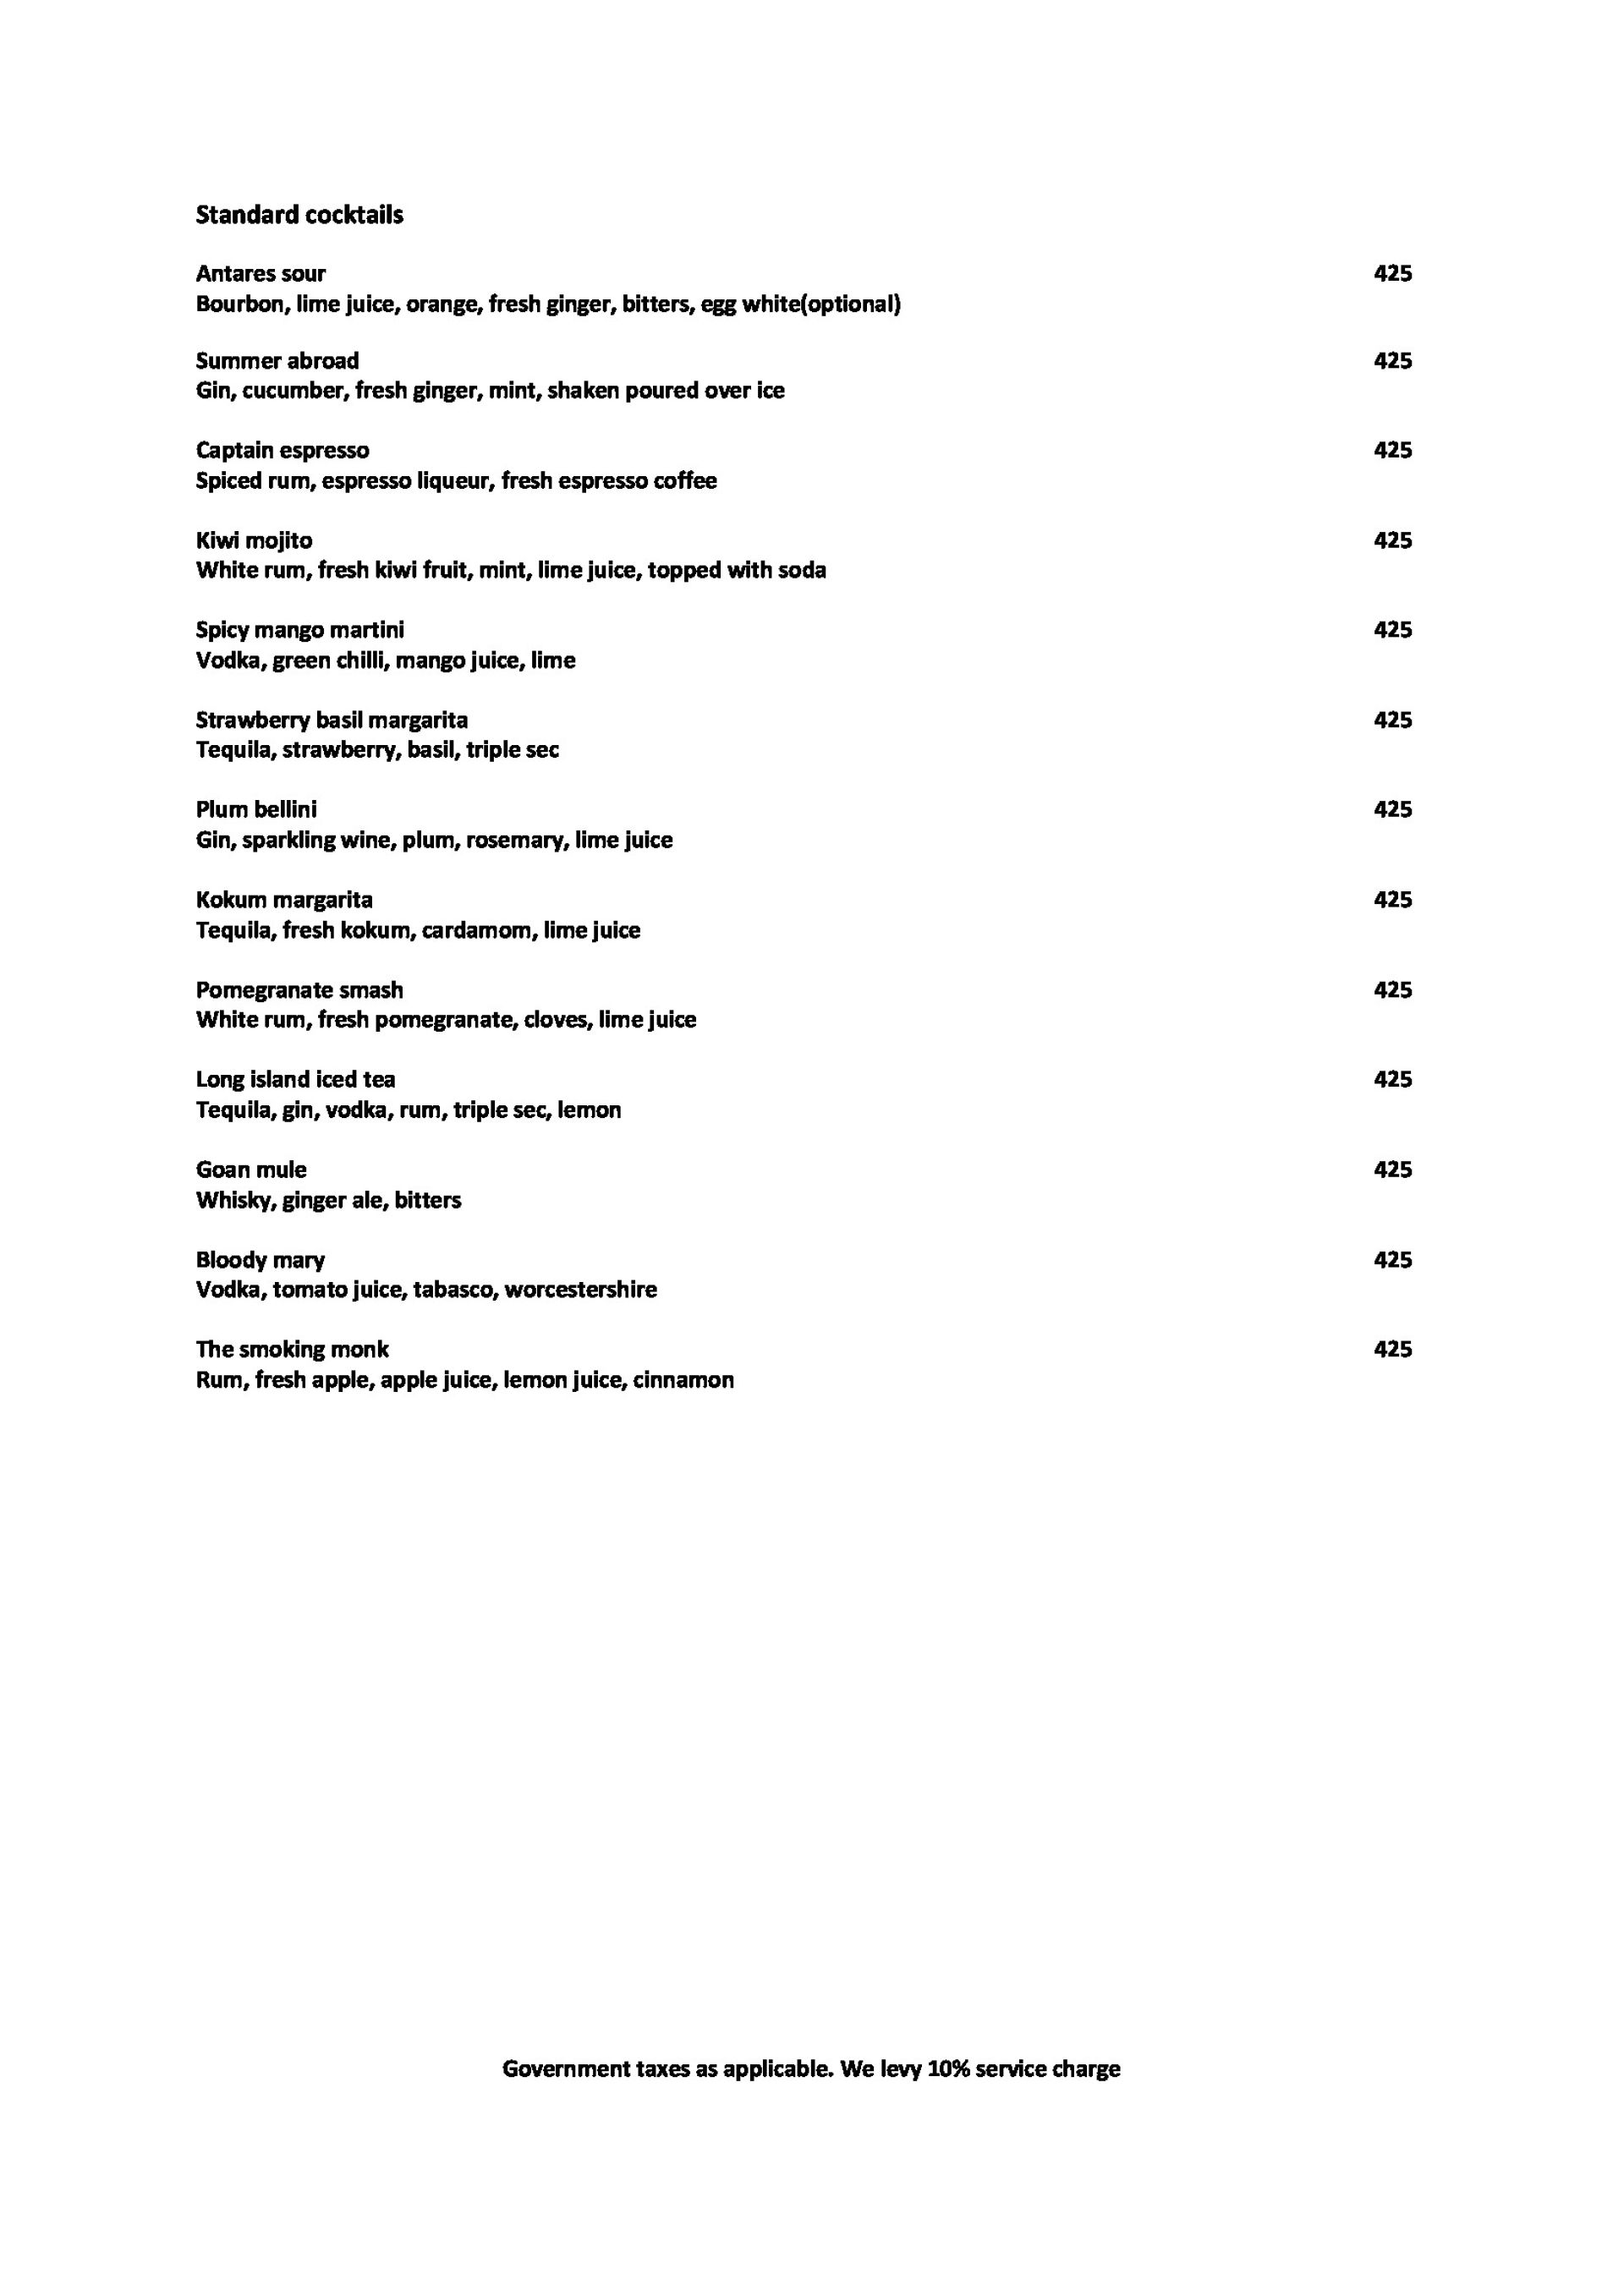 Standard cocktails
Antares sour 425
Bourbon, lime juice, orange, fresh ginger, bitters, egg white(optional)
Summer abroad 425
Gin, cucumber, fresh ginger, mint, shaken poured over ice
Captain espresso 425
Spiced rum, espresso liqueur, fresh espresso coffee
Kiwi mojito 425
White rum, fresh kiwi fruit, mint, lime juice, topped with soda
Spicy mango martini 425
Vodka, green chilli, mango juice, lime
Strawberry basil margarita 425
Tequila, strawberry, basil, triple sec
Plum bellini 425
Gin, sparkling wine, plum, rosemary, lime juice
Kokum margarita 425
Tequila, fresh kokum, cardamom, lime juice
Pomegranate smash 425
White rum, fresh pomegranate, cloves, lime juice
Long island iced tea 425
Tequila, gin, vodka, rum, triple sec, lemon
Goan mule 425
Whisky, ginger ale, bitters
Bloody mary 425
Vodka, tomato juice, tabasco, worcestershire
The smoking monk 425
Rum, fresh apple, apple juice, lemon juice, cinnamon
Government taxes as applicable. We levy 10% service charge